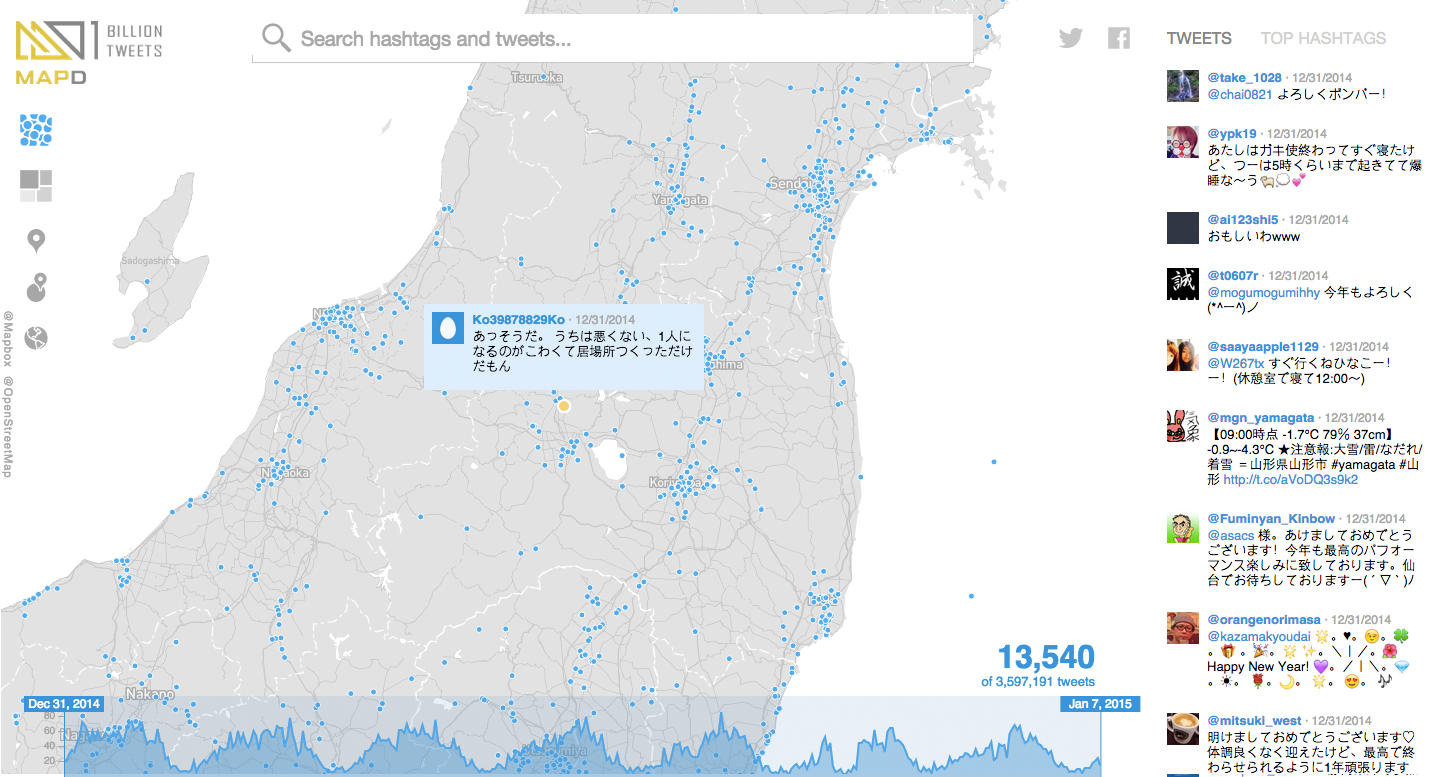 BILLION
TWEETS
MAPD
Search hashtags and tweets...
TWEETS
TOP HASHTAGS
@take_1028 · 12/31/2014
@chai0821 よろしくポンバー！
@ypk19 · 12/31/2014
あたしはガキ使終わってすぐ寝たけ
ど、つーは5時くらいまで起きてて爆
睡な〜う🐏💭💕
@ai123shi5 · 12/31/2014
おもしいわwww
@t0607r · 12/31/2014
誠
@mogumogumihhy 今年もよろしく
(*^ー^)ノ
@saayaapple1129 · 12/31/2014
@W267tx すぐ行くねひなこー！
ー！(休憩室で寝て12:00〜)
@mgn_yamagata · 12/31/2014
【09:00時点 -1.7°C 79% 37cm】
-0.9~-4.3°C ★注意報:大雪/雷/なだれ/
着雪 ＝山形県山形市 #yamagata #山
形 http://t.co/aVoDQ3s9k2
@Fuminyan_Kinbow · 12/31/2014
@asacs 様。あけましておめでとう
ございます！今年も最高のパフォー
マンス楽しみに致しております。仙
台でお待ちしておりますー( ´ ▽ ` )ﾉ
@orangenorimasa · 12/31/2014
@kazamakyoudai 🌟。♥。😉。🍀
。🎁。🎉。🌟✨。＼｜／。🌺
Happy New Year! 💜。／｜＼。💎
。☀。🌹。🌙。🌟。😍。🎶
@mitsuki_west · 12/31/2014
明けましておめでとうございます♡
体調良くなく迎えたけど、最高で終
わらせられるように1年頑張ります
Ko39878829Ko · 12/31/2014
あっそうだ。 うちは悪くない、1人に
なるのがこわくて居場所つくっただけ
だもん
Tsuruoka
Sendai
Yamagata
Sadogashima
Nagaoka
Koriyama
Nakano
@Mapbox @OpenStreetMap
13,540
of 3,597,191 tweets
Dec 31, 2014
Jan 7, 2015
80
60
40
20